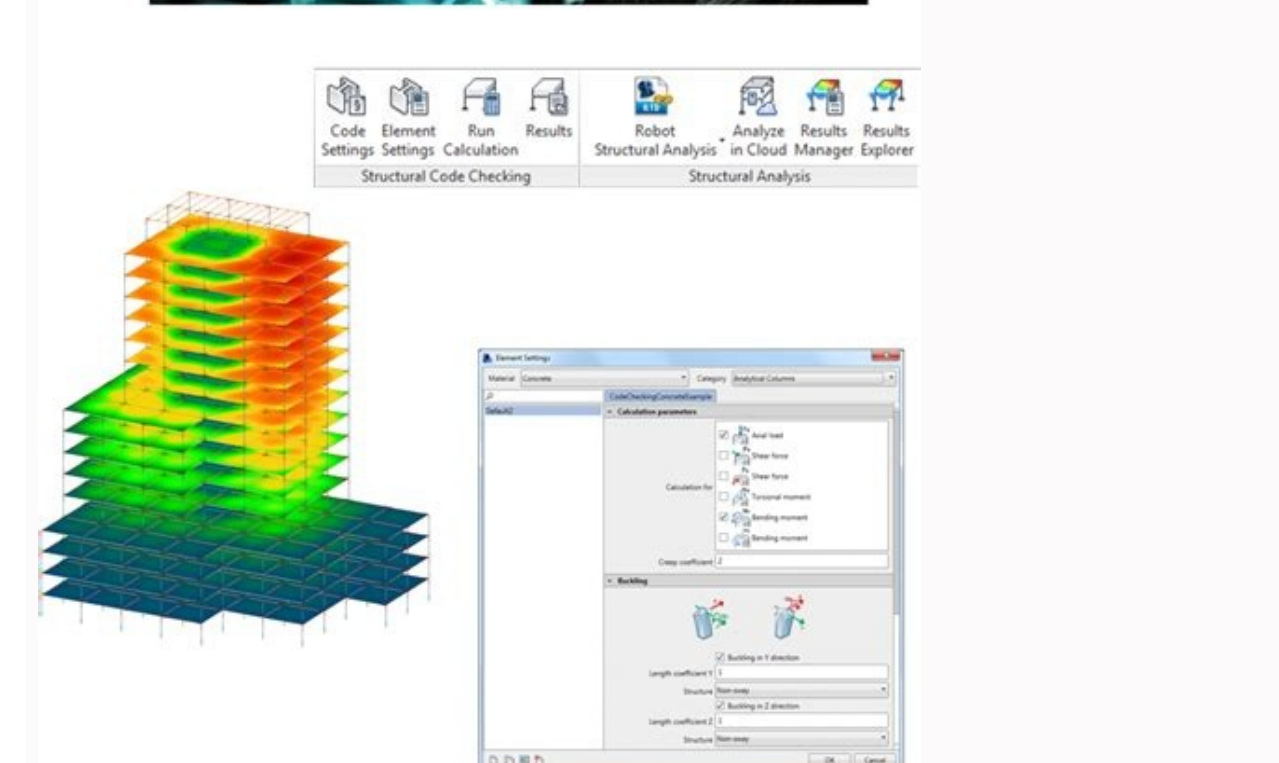 Code Settings
Element Settings
Run Calculation
Results
Structural Code Checking
Robot Structural Analysis
Analyze in Cloud
Results Manager
Results Explorer
Structural Analysis
Element Settings
Material Concrete
Category Analytical Columns
Default2
CodeCheckingConcreteExample
Calculation parameters
Calculation for
Axial load
Shear force
Shear force
Torsional moment
Bending moment
Bending moment
Creep coefficient 2
Buckling
Buckling in Y direction
Length coefficient Y 1
Structure Non-sway
Buckling in Z direction
Length coefficient Z 1
Structure Non-sway
OK Cancel